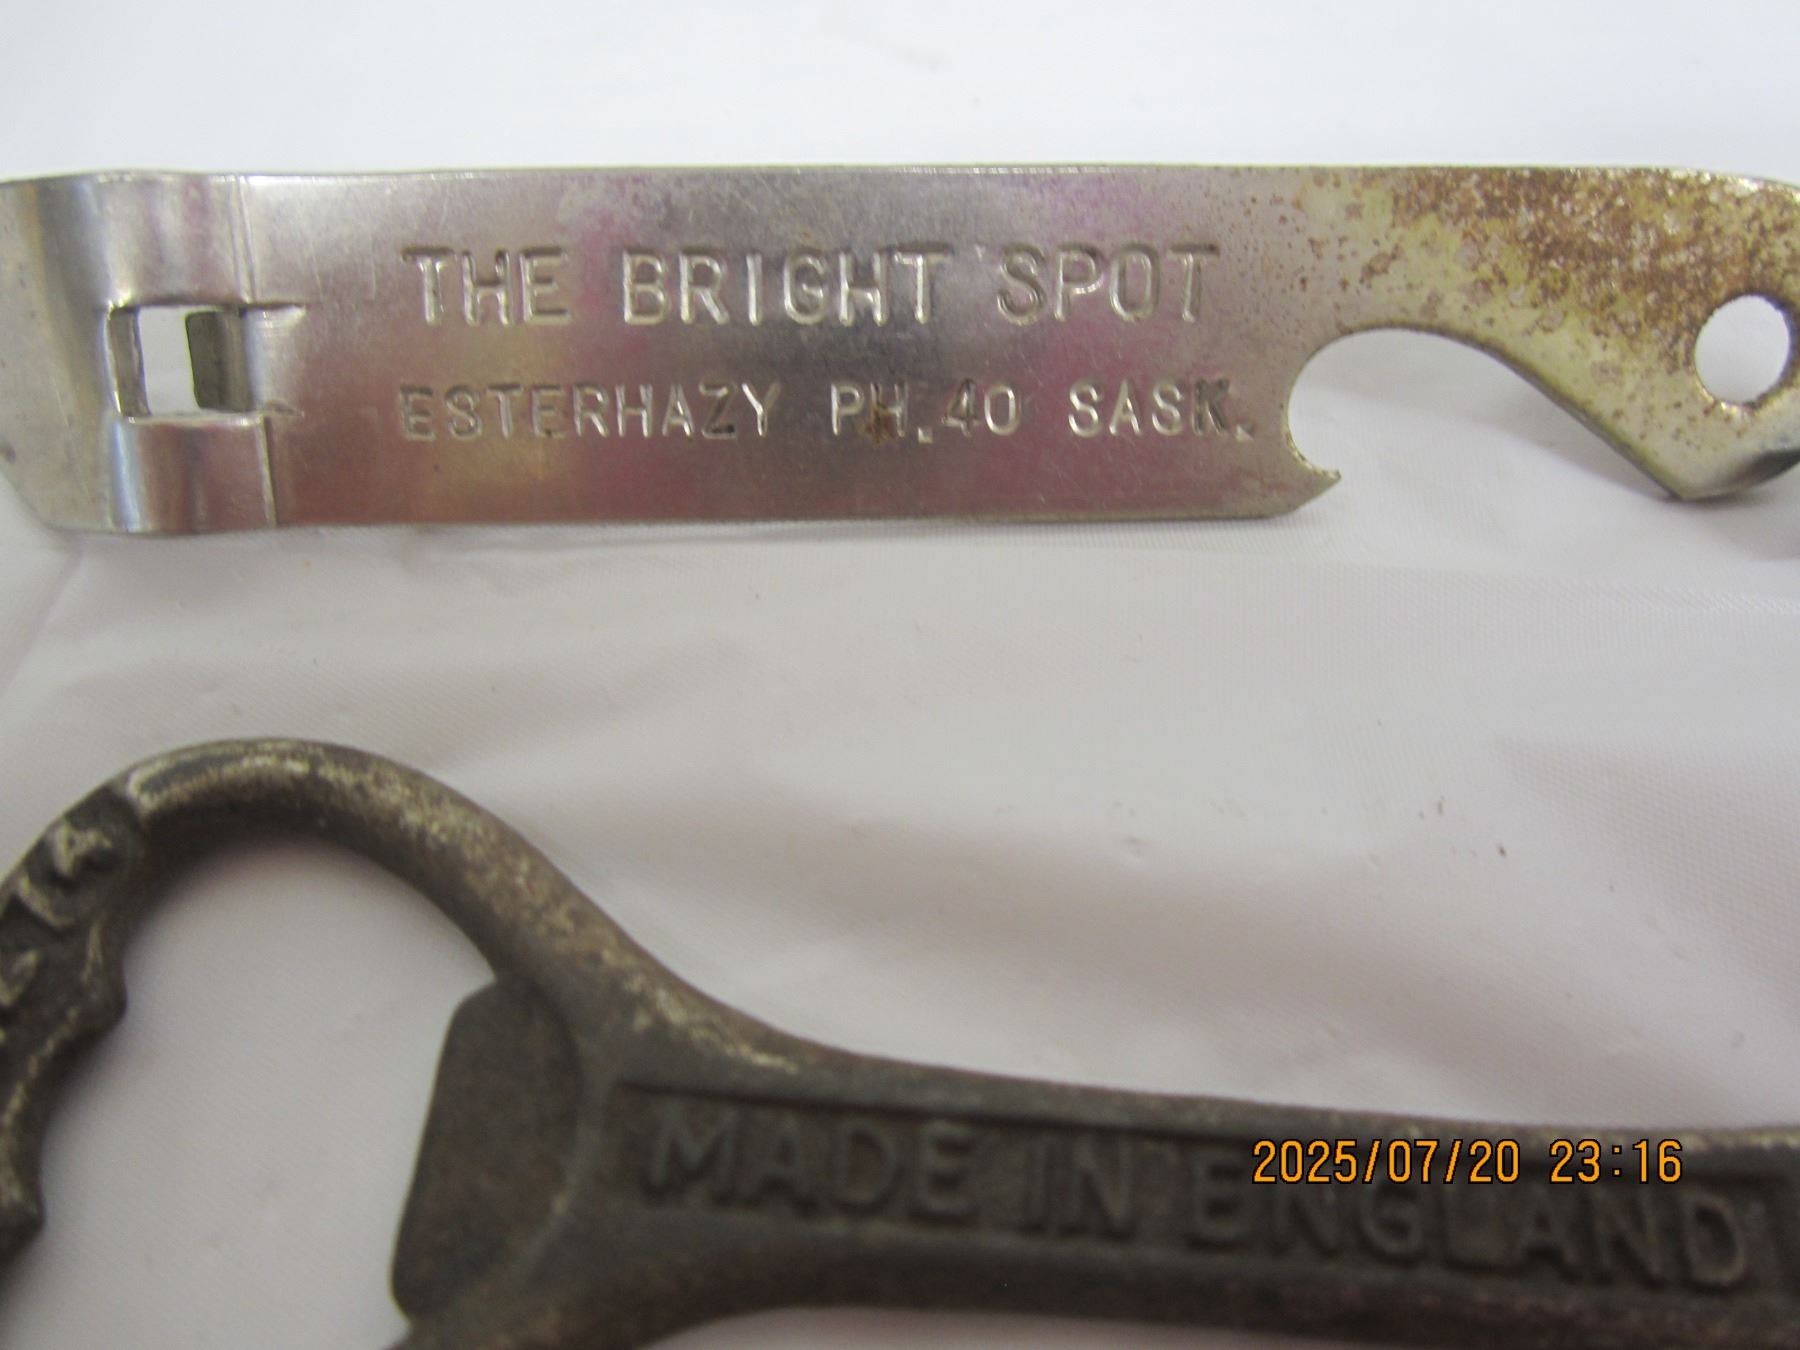 THE BRIGHT SPOT
ESTERHAZY PH.40 SASK.
MADE IN ENGLAND
2025/07/20 23:16